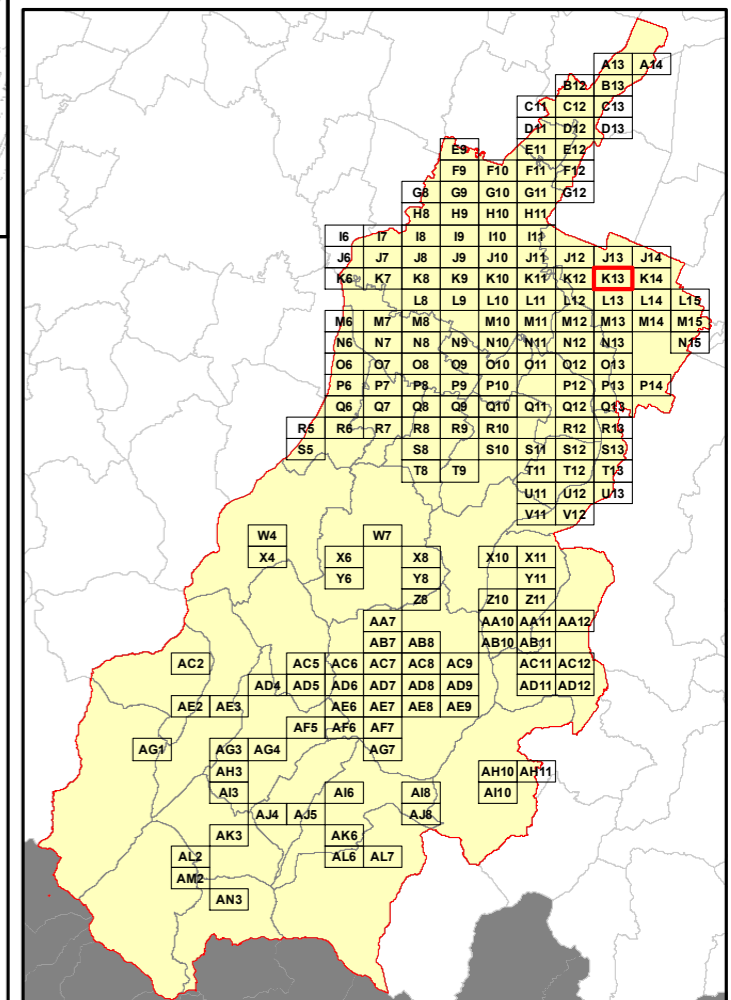 A13 A14
B12 B13
C11 C12 C13
D11 D12 D13
E9 E11 E12
F9 F10 F11 F12
G8 G9 G10 G11 G12
H8 H9 H10 H11
I6 I7 I8 I9 I10 I11
J6 J7 J8 J9 J10 J11 J12 J13 J14
K6 K7 K8 K9 K10 K11 K12 K13 K14
L8 L9 L10 L11 L12 L13 L14 L15
M6 M7 M8 M10 M11 M12 M13 M14 M15
N6 N7 N8 N9 N10 N11 N12 N13 N15
O6 O7 O8 O9 O10 O11 O12 O13
P6 P7 P8 P9 P10 P12 P13 P14
Q6 Q7 Q8 Q9 Q10 Q11 Q12 Q13
R5 R6 R7 R8 R9 R10 R12 R13
S5 S8 S10 S11 S12 S13
T8 T9 T11 T12 T13
U11 U12 U13
V11 V12
W4 W7
X4 X6 X8 X10 X11
Y6 Y8 Y11
Z8 Z10 Z11
AA7 AA10 AA11 AA12
AB7 AB8 AB10 AB11
AC2 AC5 AC6 AC7 AC8 AC9 AC11 AC12
AD4 AD5 AD6 AD7 AD8 AD9 AD11 AD12
AE2 AE3 AE6 AE7 AE8 AE9
AF5 AF6 AF7
AG1 AG3 AG4 AG7
AH3 AH10 AH11
AI3 AI6 AI8 AI10
AJ4 AJ5 AJ8
AK3 AK6
AL2 AL6 AL7
AM2
AN3